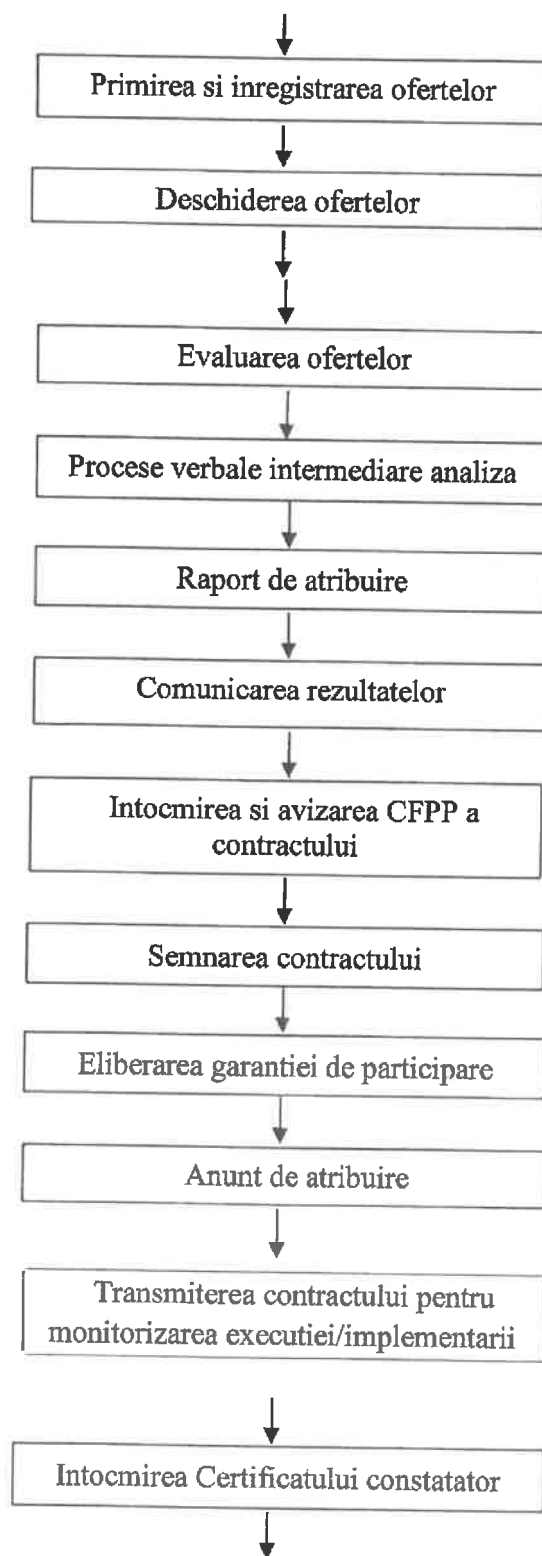 Primirea si inregistrarea ofertelor
Deschiderea ofertelor
Evaluarea ofertelor
Procese verbale intermediare analiza
Raport de atribuire
Comunicarea rezultatelor
Intocmirea si avizarea CFPP a
contractului
Semnarea contractului
Eliberarea garantiei de participare
Anunt de atribuire
Transmiterea contractului pentru
monitorizarea executiei/implementarii
Intocmirea Certificatului constatator